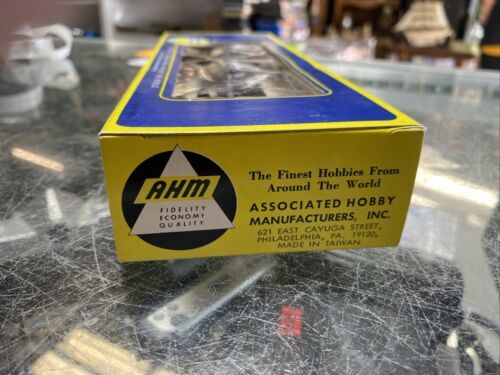 AHM
FIDELITY
ECONOMY
QUALITY
The Finest Hobbies From
Around The World
ASSOCIATED HOBBY
MANUFACTURERS, INC.
621 EAST CAYUGA STREET,
PHILADELPHIA, PA. 19120,
MADE IN TAIWAN